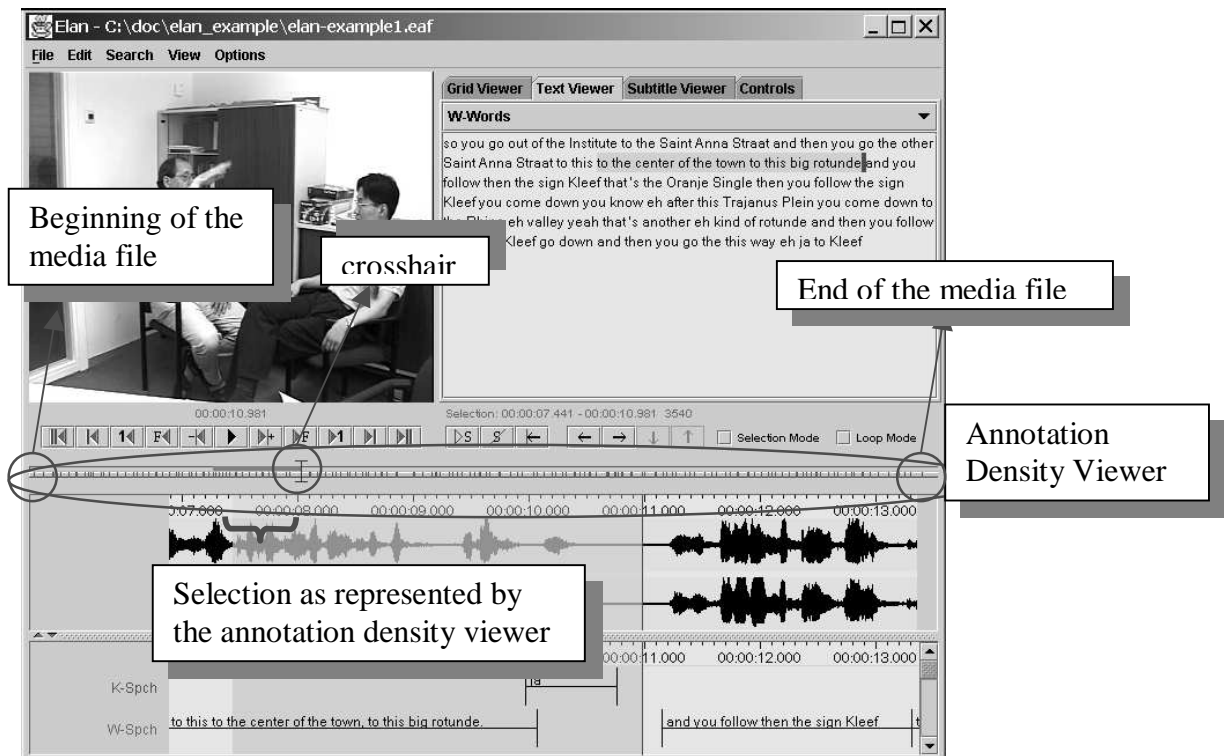 Elan - C:\doc\elan_example\elan-example1.eaf
File Edit Search View Options
Grid Viewer Text Viewer Subtitle Viewer Controls
W-Words
so you go out of the Institute to the Saint Anna Straat and then you go the other
Saint Anna Straat to this to the center of the town to this big rotunde and you
follow then the sign Kleef that's the Oranje Single then you follow the sign
Kleef you come down you know eh after this Trajanus Plein you come down to
eh valley yeah that's another eh kind of rotunde and then you follow
Kleef go down and then you go the this way eh ja to Kleef
Beginning of the
media file
crosshair
End of the media file
00:00:10.981
Selection: 00:00:07.441 - 00:00:10.981 3540
1 F -+ F 1
S S Selection Mode Loop Mode
Annotation
Density Viewer
0:07.000 00:00:08.000 00:00:09.000 00:00:10.000 00:00:11.000 00:00:12.000 00:00:13.000
Selection as represented by
the annotation density viewer
00:00:11.000 00:00:12.000 00:00:13.000
K-Spch
W-Spch to this to the center of the town, to this big rotunde. and you follow then the sign Kleef t